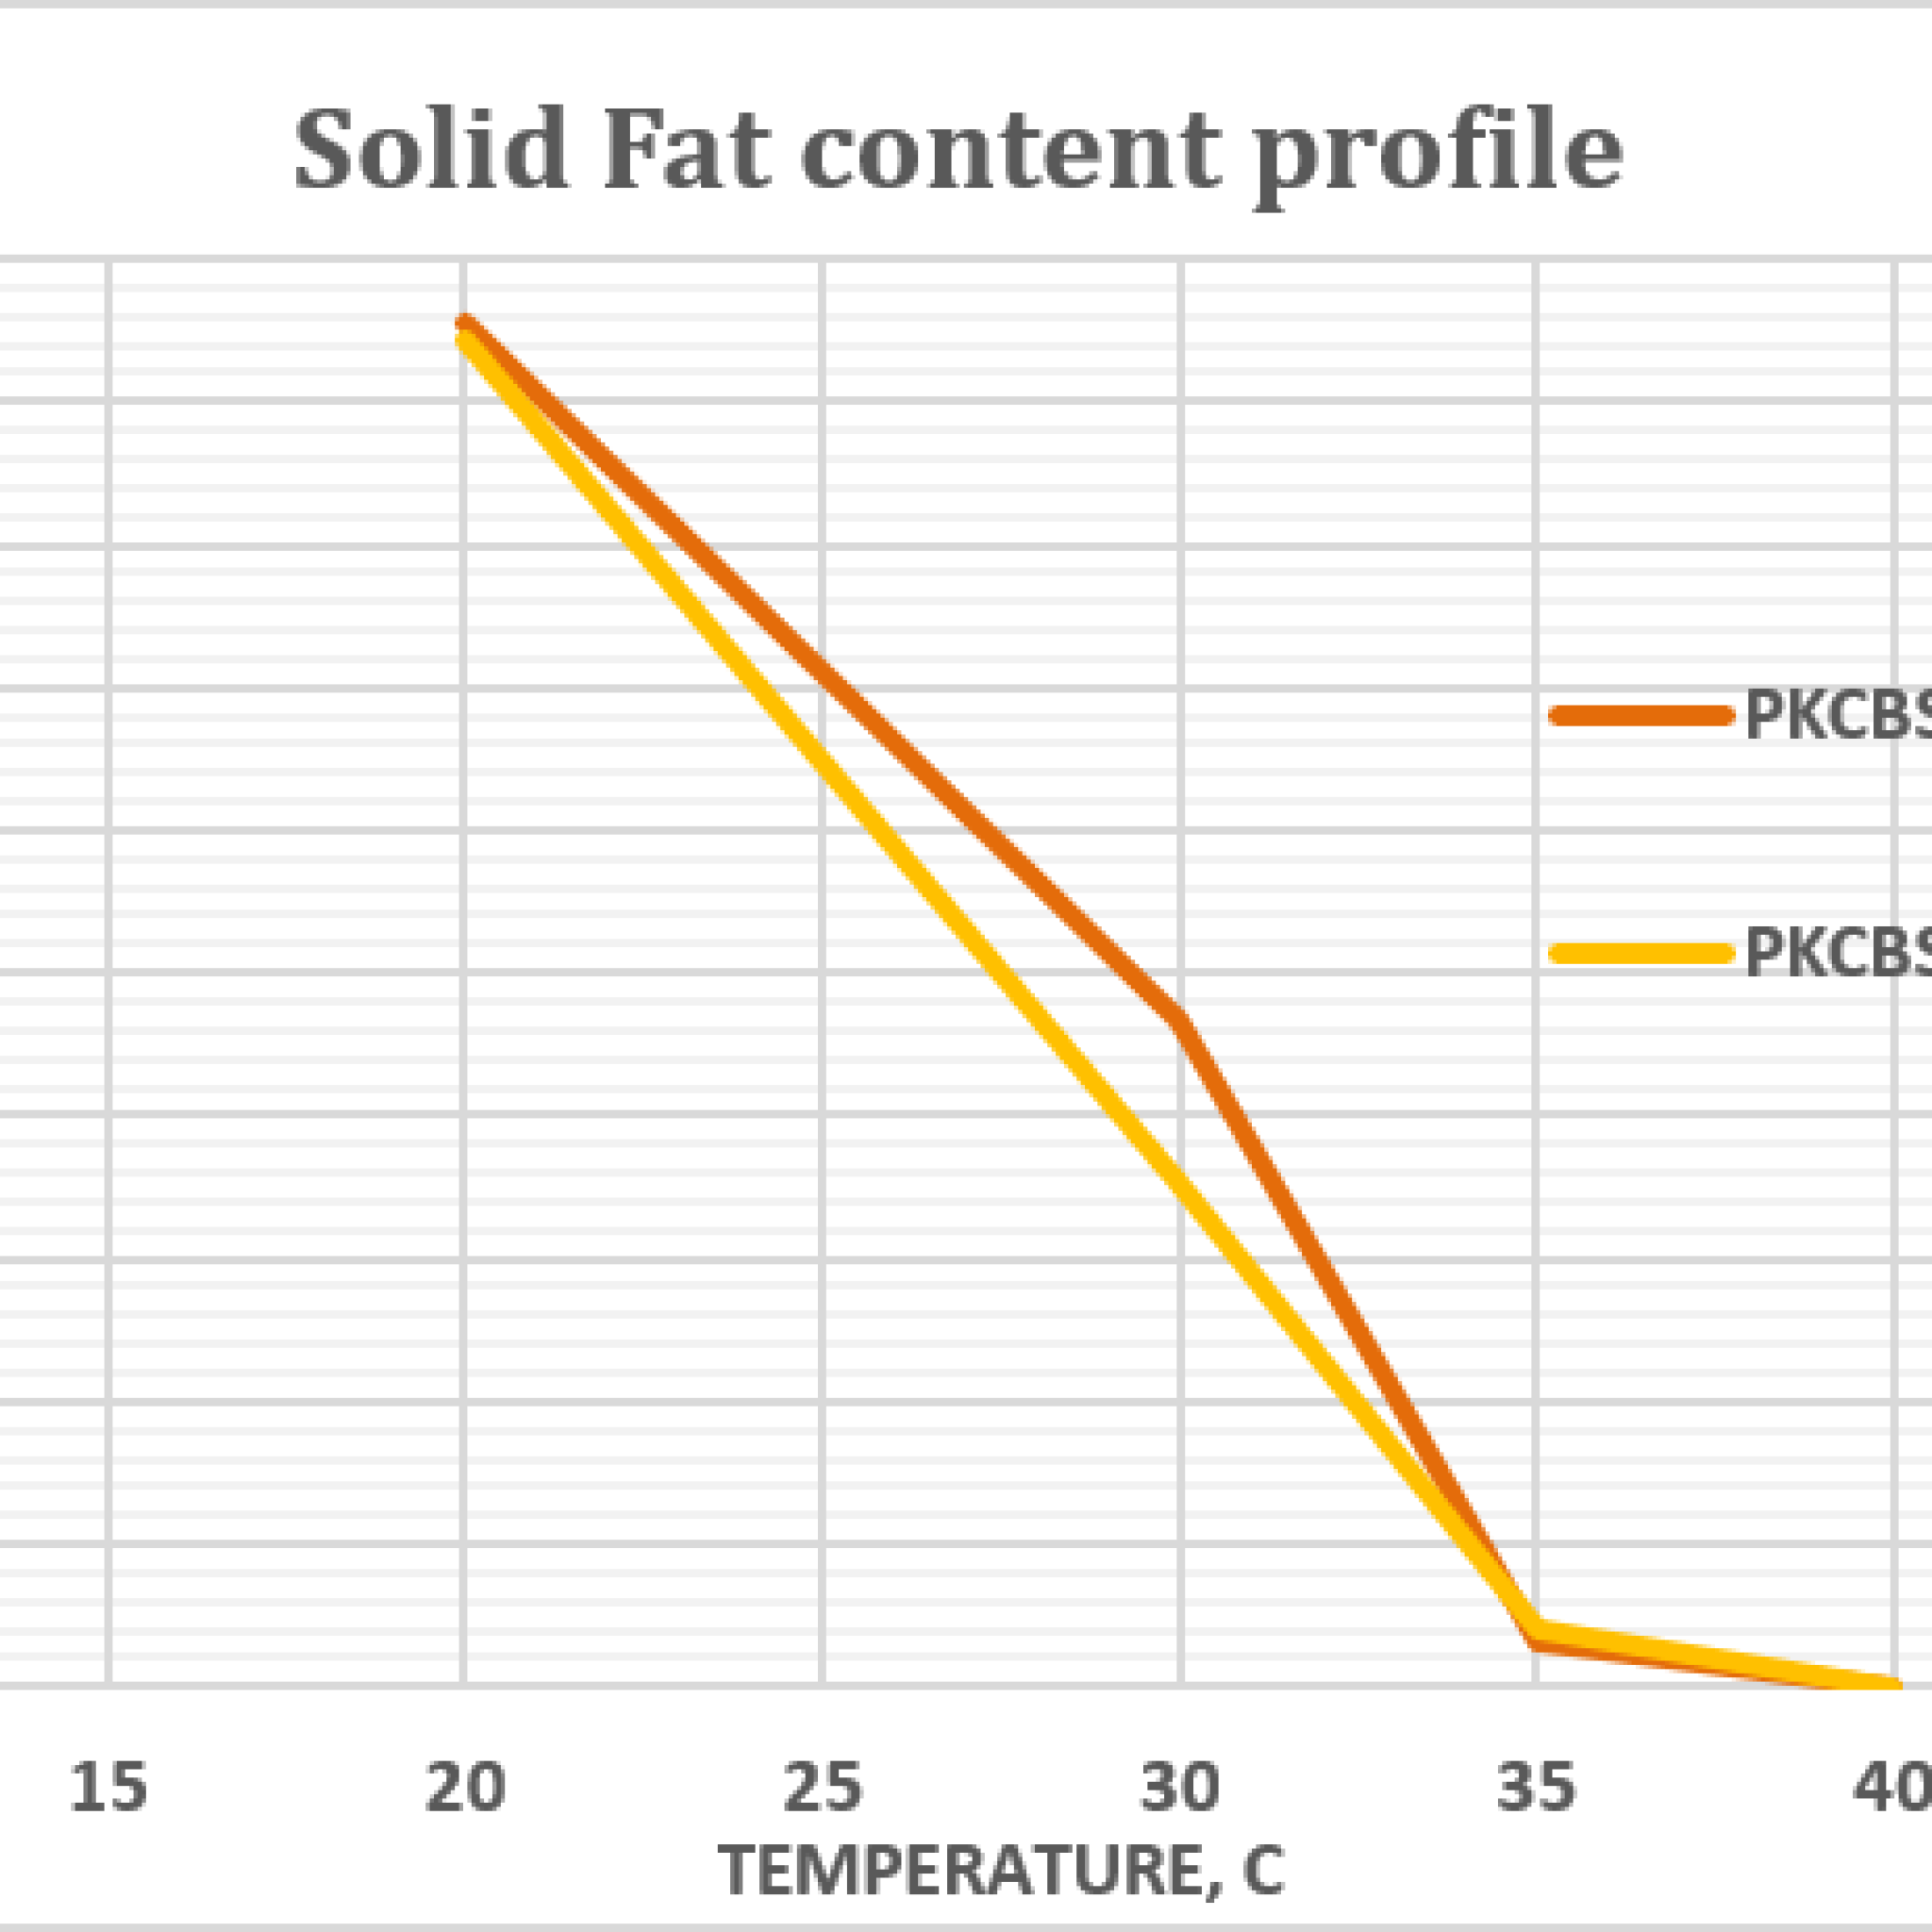 Solid Fat content profile
PKCBS
PKCBS
15 20 25 30 35 40
TEMPERATURE, C